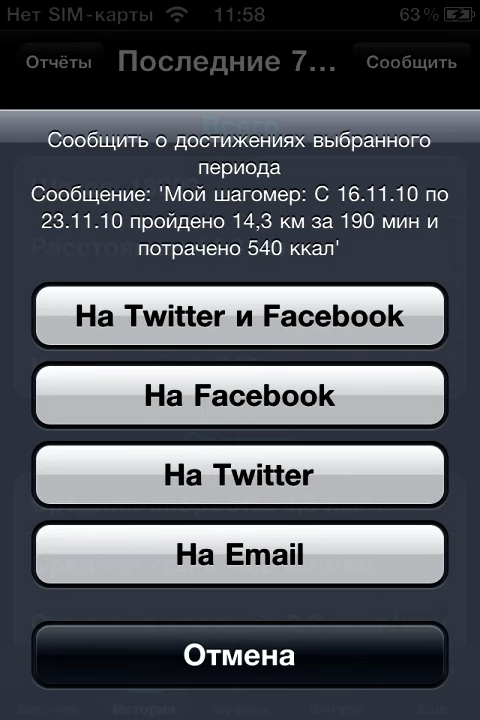 Нет SIM-карты 11:58 63 %
Отчёты Последние 7... Сообщить
Всего
Сообщить о достижениях выбранного
периода
Сообщение: 'Мой шагомер: С 16.11.10 по
23.11.10 пройдено 14,3 км за 190 мин и
потрачено 540 ккал'
На Twitter и Facebook
На Facebook
На Twitter
На Email
Отмена
История